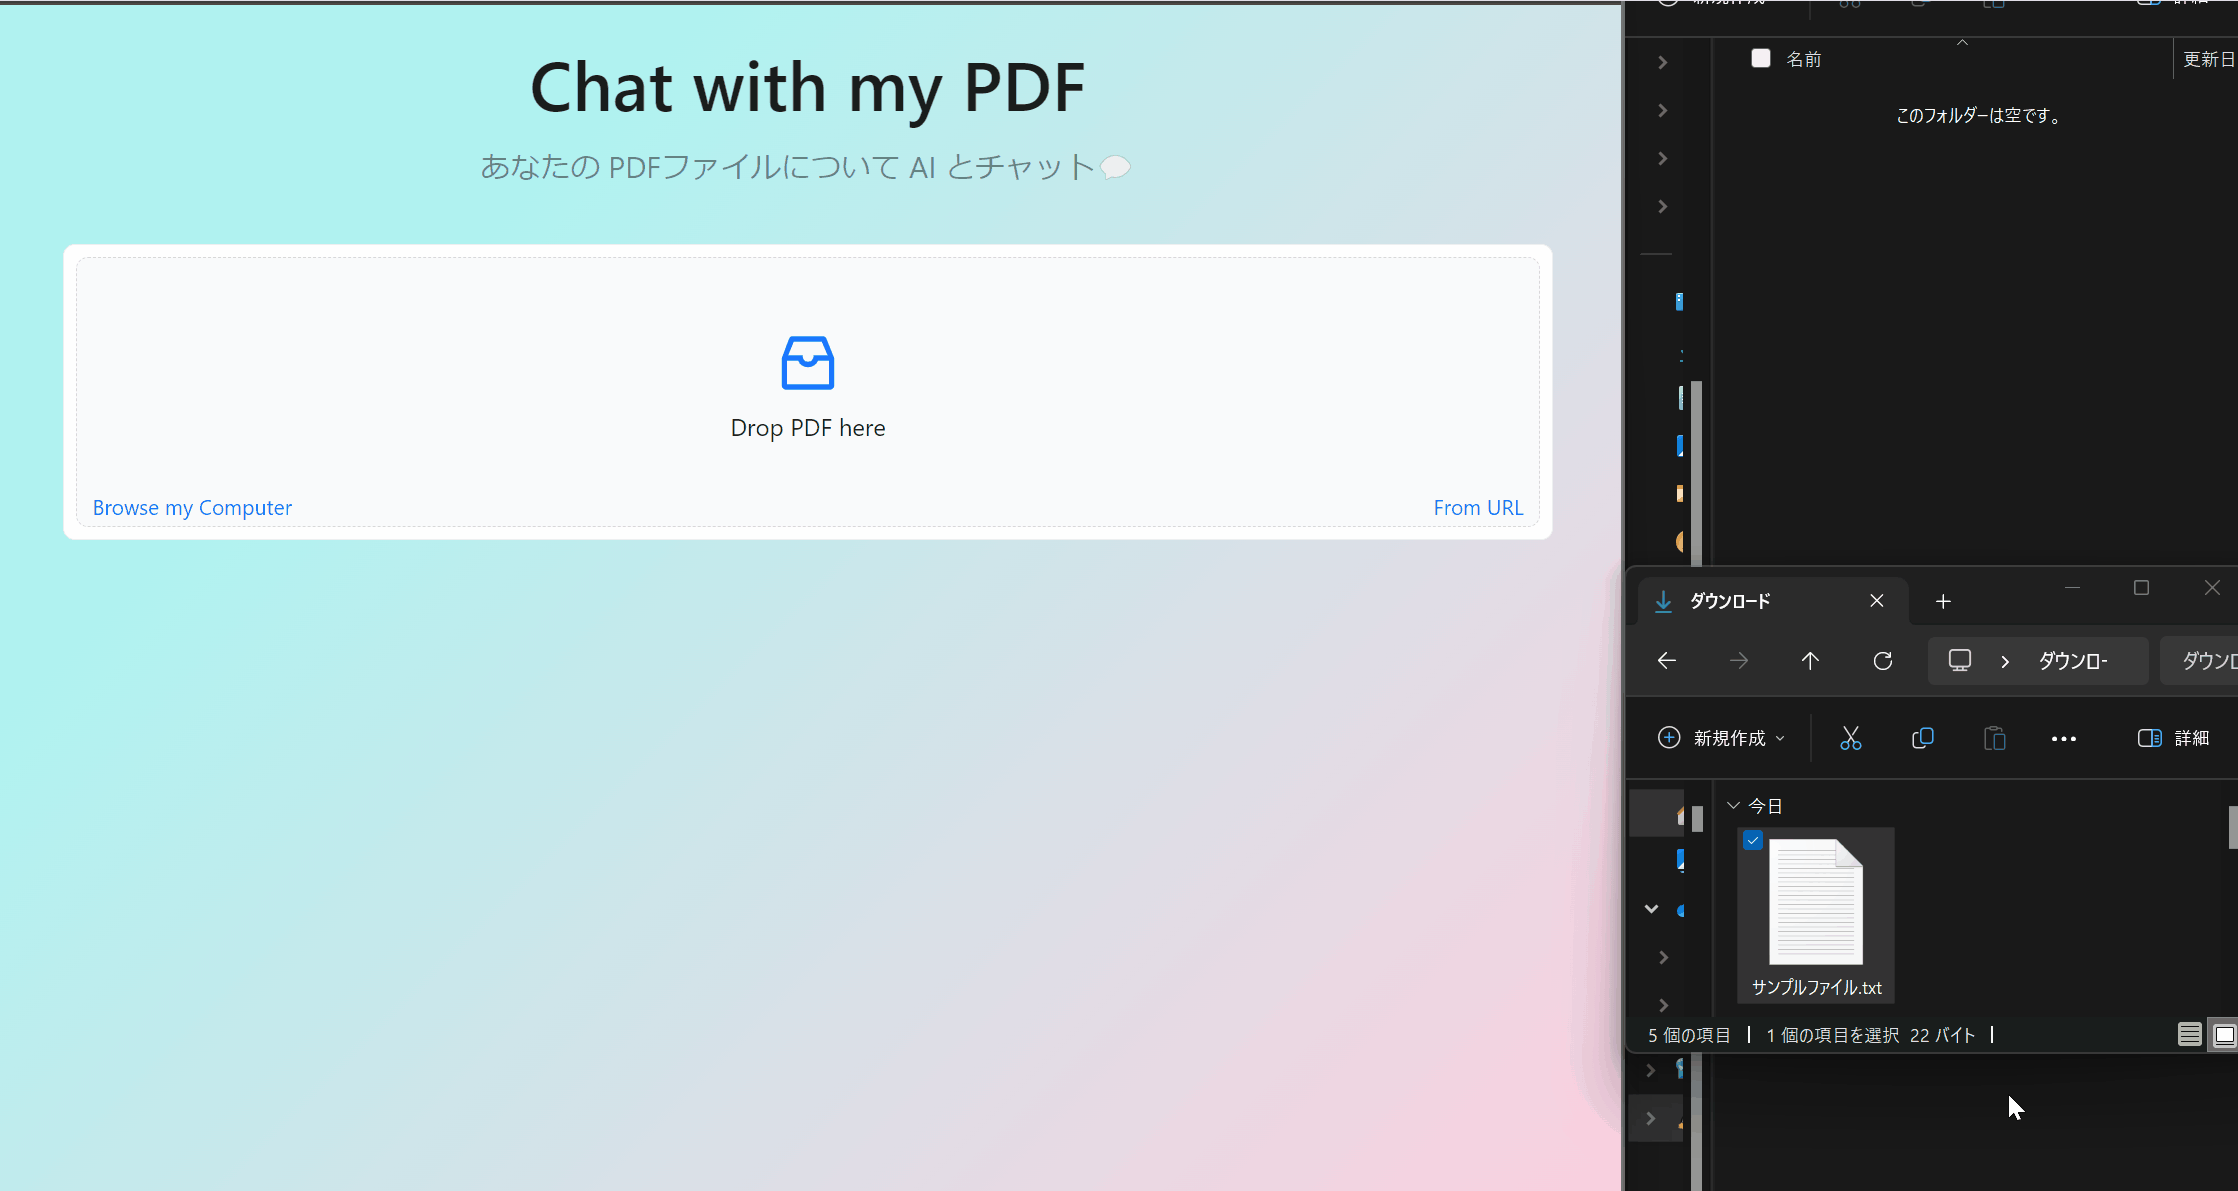 Chat with my PDF
あなたの PDFファイルについて AI とチャット💬
Drop PDF here
Browse my Computer
From URL
名前
更新日
このフォルダーは空です。
ダウンロード
ダウンロ-
新規作成
詳細
今日
サンプルファイル.txt
5 個の項目
1 個の項目を選択 22 バイト